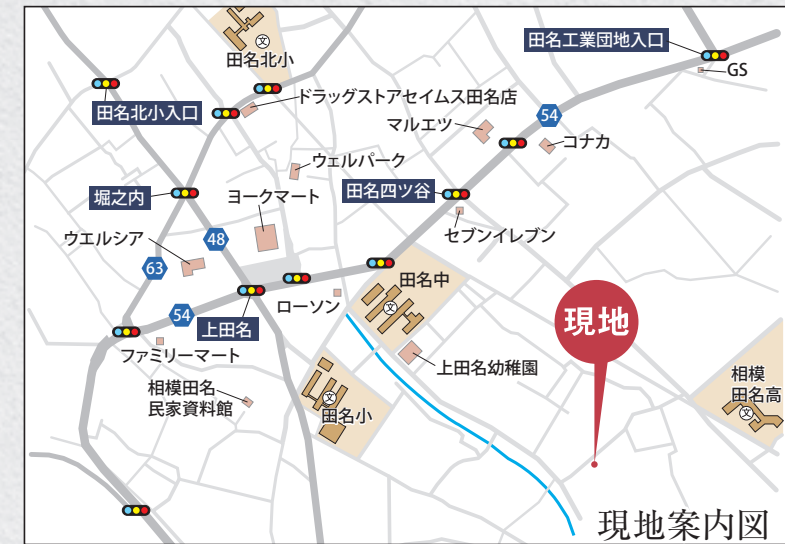 田名工業団地入口
文
田名北小
GS
ドラッグストアセイムス田名店
田名北小入口
54
マルエツ
コナカ
ウェルパーク
田名四ツ谷
堀之内
ヨークマート
セブンイレブン
ウエルシア
48
63
田名中
文
54
上田名
ローソン
現地
ファミリーマート
上田名幼稚園
相模田名
民家資料館
文
田名小
相模
田名高
文
現地案内図